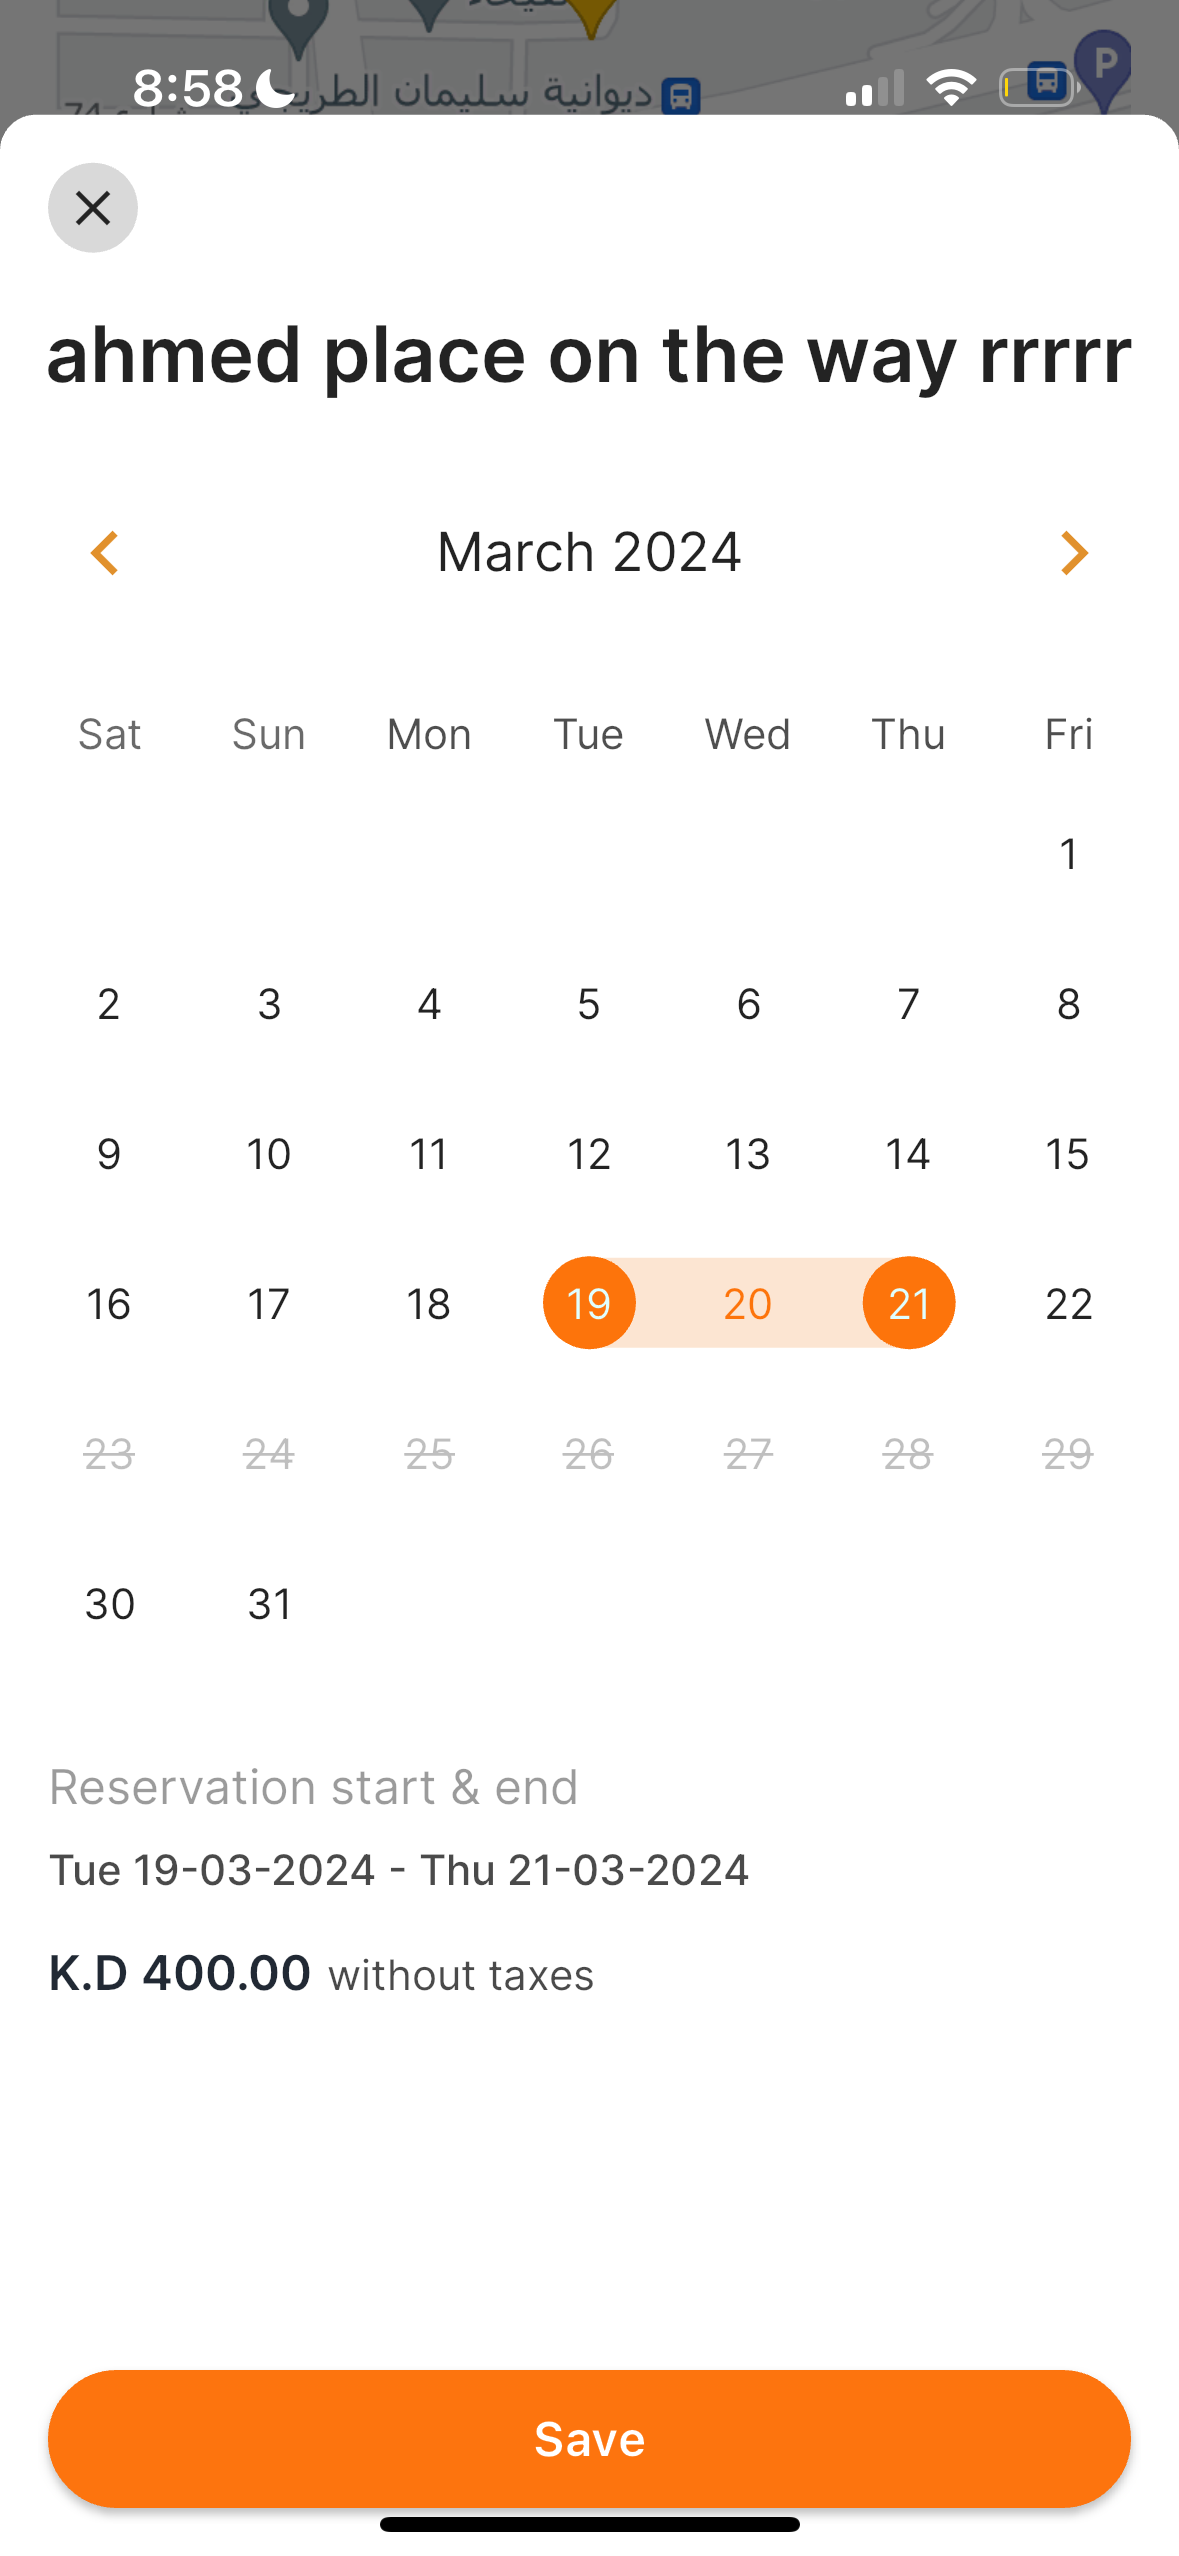 8:58
ديوانية سليمان الطريجي
P
ahmed place on the way rrrrr
March 2024
Sat Sun Mon Tue Wed Thu Fri
1
2 3 4 5 6 7 8
9 10 11 12 13 14 15
16 17 18 19 20 21 22
23 24 25 26 27 28 29
30 31
Reservation start & end
Tue 19-03-2024 - Thu 21-03-2024
K.D 400.00 without taxes
Save